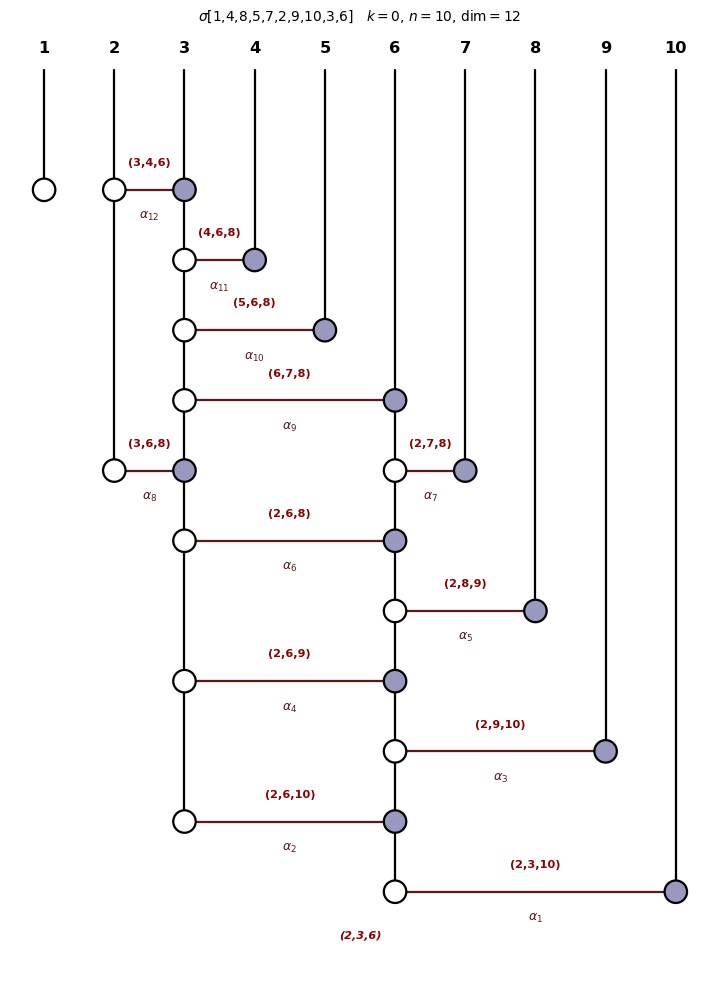 σ[1,4,8,5,7,2,9,10,3,6] k = 0, n = 10, dim = 12
1 2 3 4 5 6 7 8 9 10
(3,4,6)
α12
(4,6,8)
α11
(5,6,8)
α10
(6,7,8)
α9
(3,6,8) (2,7,8)
α8 α7
(2,6,8)
α6
(2,8,9)
α5
(2,6,9)
α4
(2,9,10)
α3
(2,6,10)
α2
(2,3,10)
α1
(2,3,6)